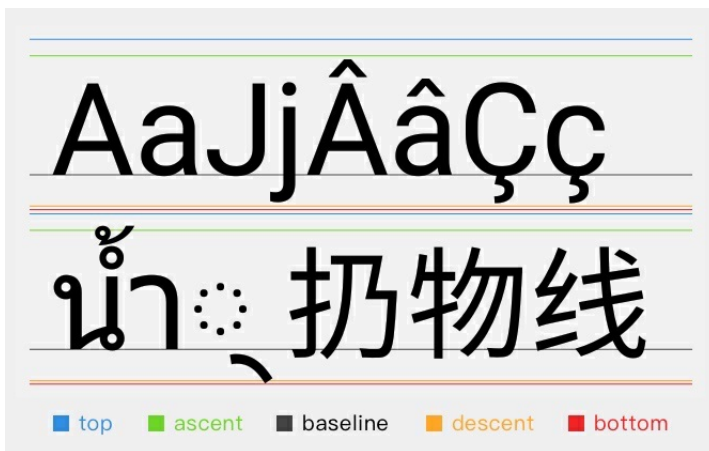 AaJjÂâÇç
น้ำ ุ 扔物线
top ascent baseline descent bottom